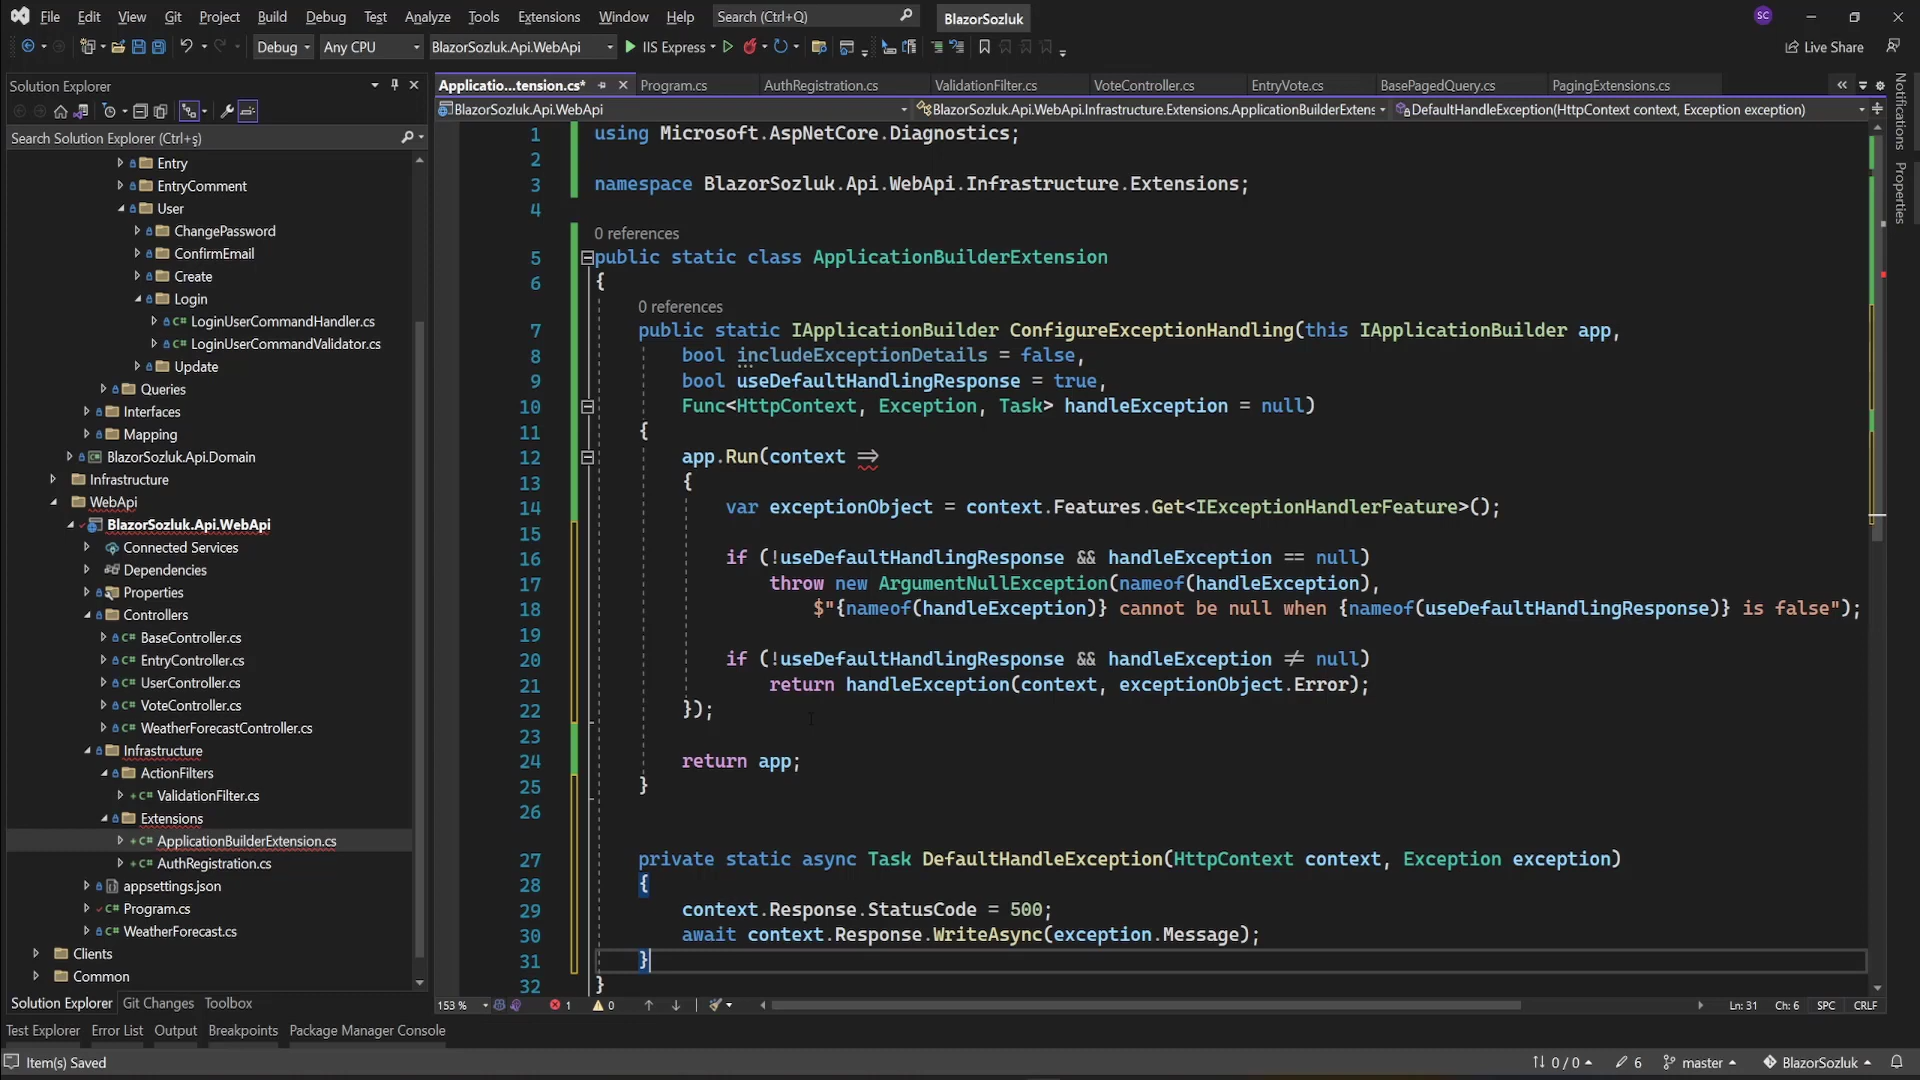 File Edit View Git Project Build Debug Test Analyze Tools Extensions Window Help Search (Ctrl+Q) BlazorSozluk SC
Debug Any CPU BlazorSozluk.Api.WebApi IIS Express Live Share
Solution Explorer
Search Solution Explorer (Ctrl+ş)
Entry
EntryComment
User
ChangePassword
ConfirmEmail
Create
Login
C# LoginUserCommandHandler.cs
C# LoginUserCommandValidator.cs
Update
Queries
Interfaces
Mapping
BlazorSozluk.Api.Domain
Infrastructure
WebApi
BlazorSozluk.Api.WebApi
Connected Services
Dependencies
Properties
Controllers
C# BaseController.cs
C# EntryController.cs
C# UserController.cs
C# VoteController.cs
C# WeatherForecastController.cs
Infrastructure
ActionFilters
C# ValidationFilter.cs
Extensions
C# ApplicationBuilderExtension.cs
C# AuthRegistration.cs
appsettings.json
C# Program.cs
C# WeatherForecast.cs
Clients
Common
Solution Explorer Git Changes Toolbox
Applicatio...tension.cs* Program.cs AuthRegistration.cs ValidationFilter.cs VoteController.cs EntryVote.cs BasePagedQuery.cs PagingExtensions.cs
BlazorSozluk.Api.WebApi BlazorSozluk.Api.WebApi.Infrastructure.Extensions.ApplicationBuilderExtens DefaultHandleException(HttpContext context, Exception exception)
1 using Microsoft.AspNetCore.Diagnostics;
2
3 namespace BlazorSozluk.Api.WebApi.Infrastructure.Extensions;
4
0 references
5 public static class ApplicationBuilderExtension
6 {
0 references
7 public static IApplicationBuilder ConfigureExceptionHandling(this IApplicationBuilder app,
8 bool includeExceptionDetails = false,
9 bool useDefaultHandlingResponse = true,
10 Func<HttpContext, Exception, Task> handleException = null)
11 {
12 app.Run(context =>
13 {
14 var exceptionObject = context.Features.Get<IExceptionHandlerFeature>();
15
16 if (!useDefaultHandlingResponse && handleException == null)
17 throw new ArgumentNullException(nameof(handleException),
18 $"{nameof(handleException)} cannot be null when {nameof(useDefaultHandlingResponse)} is false");
19
20 if (!useDefaultHandlingResponse && handleException != null)
21 return handleException(context, exceptionObject.Error);
22 });
23
24 return app;
25 }
26
27 private static async Task DefaultHandleException(HttpContext context, Exception exception)
28 {
29 context.Response.StatusCode = 500;
30 await context.Response.WriteAsync(exception.Message);
31 }
32 }
153 % 1 0 Ln: 31 Ch: 6 SPC CRLF
Notifications
Properties
Test Explorer Error List Output Breakpoints Package Manager Console
Item(s) Saved 0 / 0 6 master BlazorSozluk